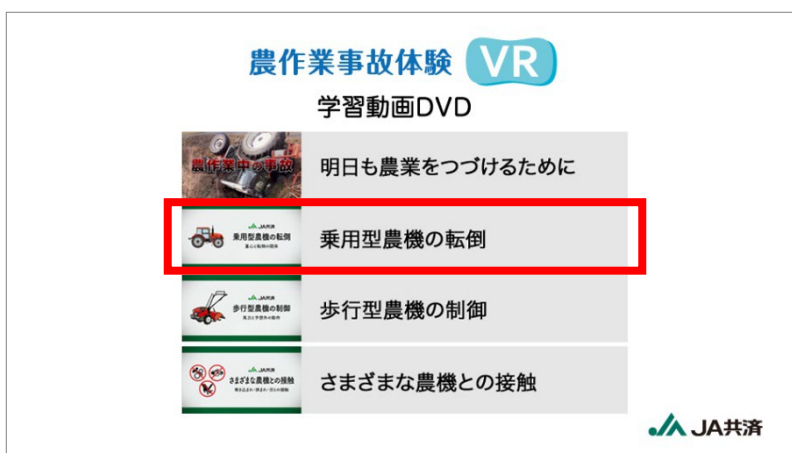 農作業事故体験 VR
学習動画DVD
農作業中の事故
明日も農業をつづけるために
JA共済
乗用型農機の転倒
乗用型農機の転倒
JA共済
歩行型農機の制御
歩行型農機の制御
JA共済
さまざまな農機との接触
さまざまな農機との接触
JA共済